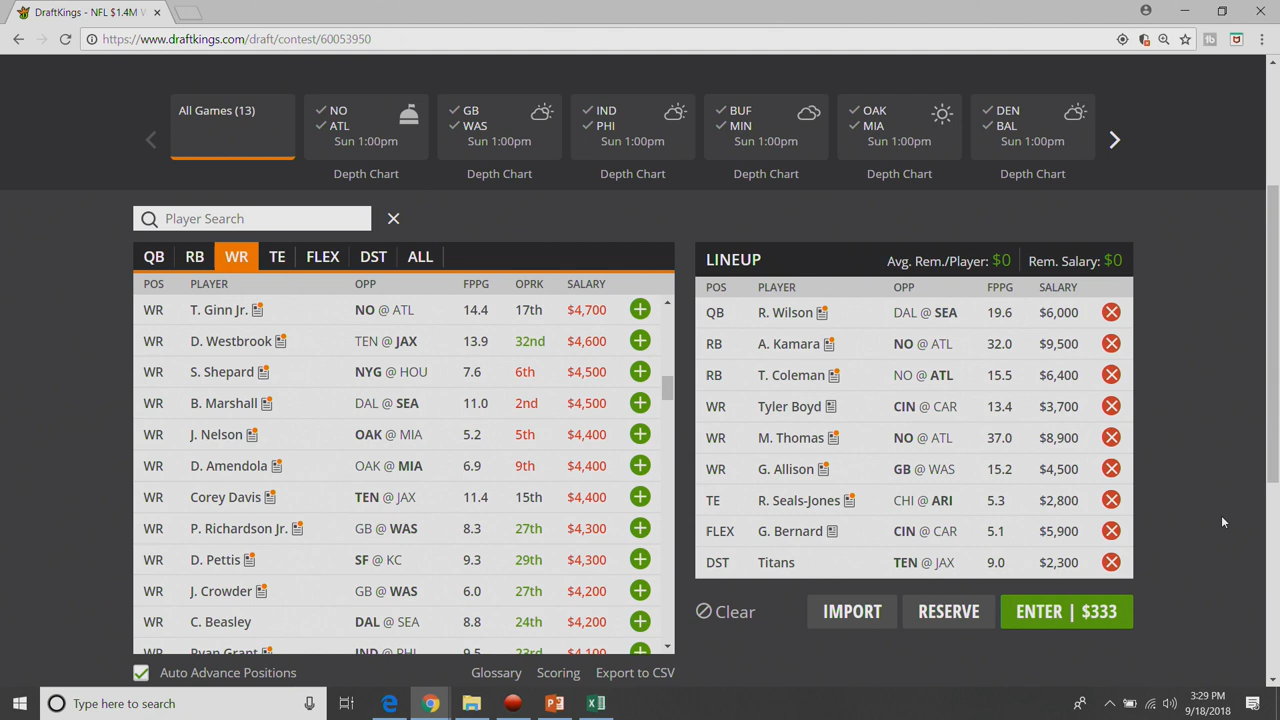 DraftKings - NFL $1.4M W
https://www.draftkings.com/draft/contest/60053950
All Games (13)
NO
ATL
Sun 1:00pm
Depth Chart
GB
WAS
Sun 1:00pm
Depth Chart
IND
PHI
Sun 1:00pm
Depth Chart
BUF
MIN
Sun 1:00pm
Depth Chart
OAK
MIA
Sun 1:00pm
Depth Chart
DEN
BAL
Sun 1:00pm
Depth Chart
Player Search
QB RB WR TE FLEX DST ALL
POS PLAYER OPP FPPG OPRK SALARY
WR T. Ginn Jr. NO @ ATL 14.4 17th $4,700
WR D. Westbrook TEN @ JAX 13.9 32nd $4,600
WR S. Shepard NYG @ HOU 7.6 6th $4,500
WR B. Marshall DAL @ SEA 11.0 2nd $4,500
WR J. Nelson OAK @ MIA 5.2 5th $4,400
WR D. Amendola OAK @ MIA 6.9 9th $4,400
WR Corey Davis TEN @ JAX 11.4 15th $4,400
WR P. Richardson Jr. GB @ WAS 8.3 27th $4,300
WR D. Pettis SF @ KC 9.3 29th $4,300
WR J. Crowder GB @ WAS 6.0 27th $4,200
WR C. Beasley DAL @ SEA 8.8 24th $4,200
WR Ryan Grant IND @ PHI 9.5 23rd $4,100
Auto Advance Positions Glossary Scoring Export to CSV
LINEUP Avg. Rem./Player: $0 Rem. Salary: $0
POS PLAYER OPP FPPG SALARY
QB R. Wilson DAL @ SEA 19.6 $6,000
RB A. Kamara NO @ ATL 32.0 $9,500
RB T. Coleman NO @ ATL 15.5 $6,400
WR Tyler Boyd CIN @ CAR 13.4 $3,700
WR M. Thomas NO @ ATL 37.0 $8,900
WR G. Allison GB @ WAS 15.2 $4,500
TE R. Seals-Jones CHI @ ARI 5.3 $2,800
FLEX G. Bernard CIN @ CAR 5.1 $5,900
DST Titans TEN @ JAX 9.0 $2,300
Clear IMPORT RESERVE ENTER | $333
Type here to search
3:29 PM
9/18/2018